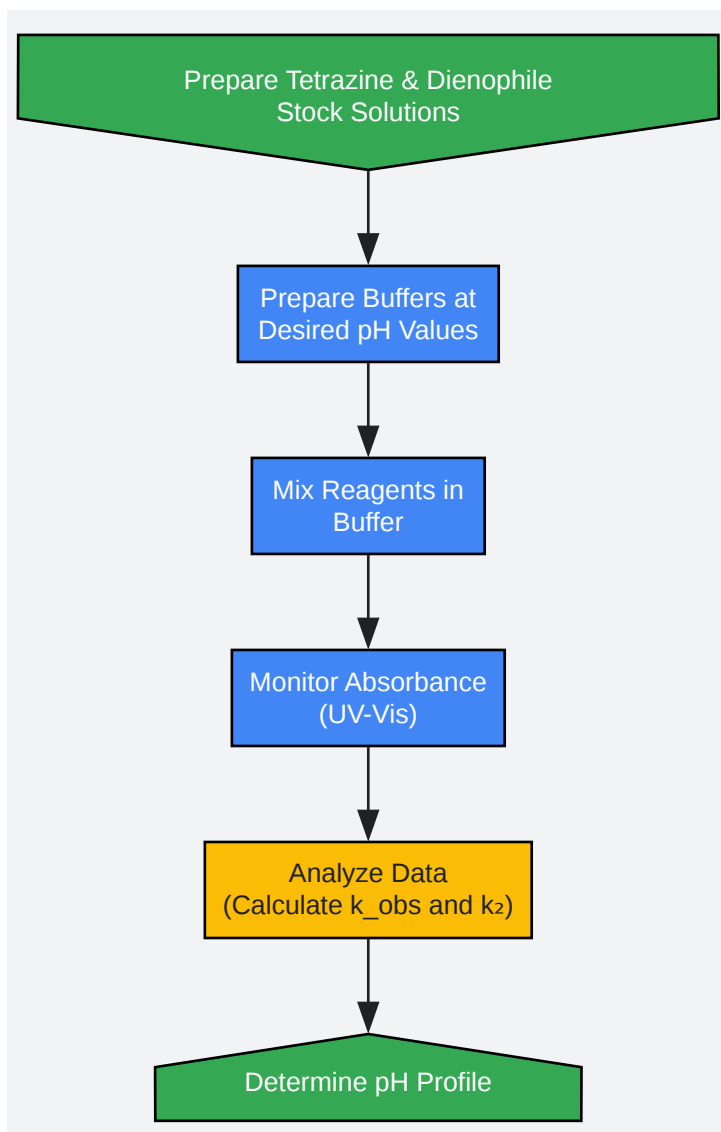 Prepare Tetrazine & Dienophile
Stock Solutions
Prepare Buffers at
Desired pH Values
Mix Reagents in
Buffer
Monitor Absorbance
(UV-Vis)
Analyze Data
(Calculate k_obs and k₂)
Determine pH Profile